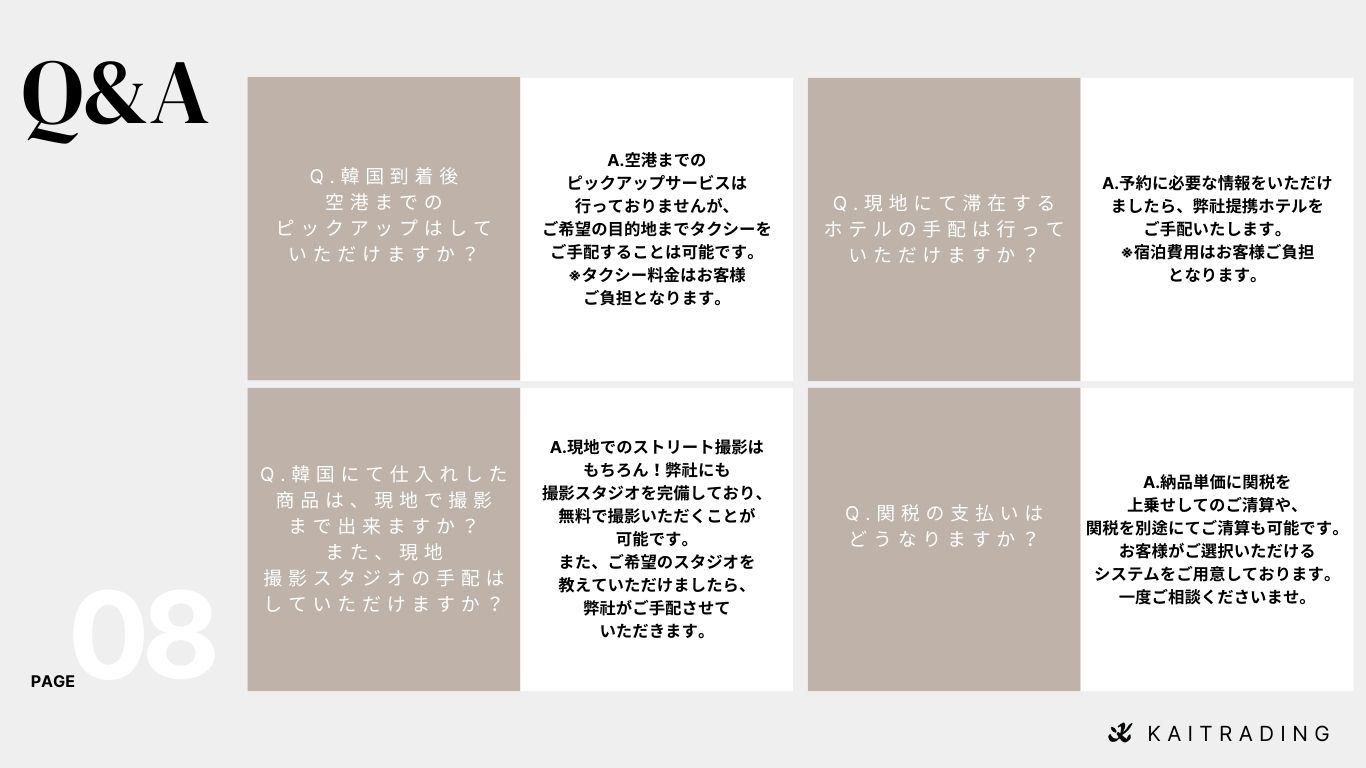 Q&A
Q.韓国到着後
空港までの
ピックアップはして
いただけますか？
A.空港までの
ピックアップサービスは
行っておりませんが、
ご希望の目的地までタクシーを
ご手配することは可能です。
※タクシー料金はお客様
ご負担となります。
Q.現地にて滞在する
ホテルの手配は行って
いただけますか？
A.予約に必要な情報をいただけ
ましたら、弊社提携ホテルを
ご手配いたします。
※宿泊費用はお客様ご負担
となります。
Q.韓国にて仕入れした
商品は、現地で撮影
まで出来ますか？
また、現地
撮影スタジオの手配は
していただけますか？
A.現地でのストリート撮影は
もちろん！弊社にも
撮影スタジオを完備しており、
無料で撮影いただくことが
可能です。
また、ご希望のスタジオを
教えていただけましたら、
弊社がご手配させて
いただきます。
Q.関税の支払いは
どうなりますか？
A.納品単価に関税を
上乗せしてのご清算や、
関税を別途にてご清算も可能です。
お客様がご選択いただける
システムをご用意しております。
一度ご相談くださいませ。
PAGE 08
KAITRADING